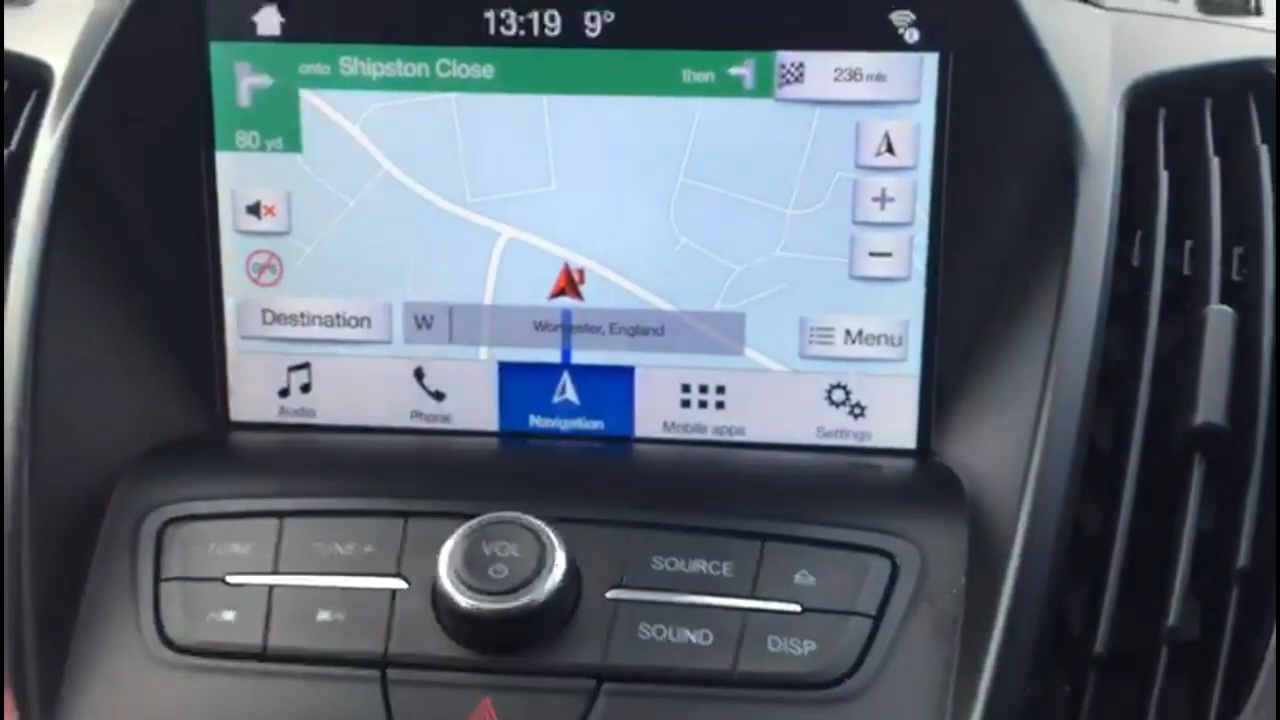 13:19 9°
onto Shipston Close then
236 mls
80 yd
Destination
W
Worcester, England
Menu
Audio
Phone
Navigation
Mobile apps
Settings
TUNE +
VOL
SOURCE
SOUND
DISP